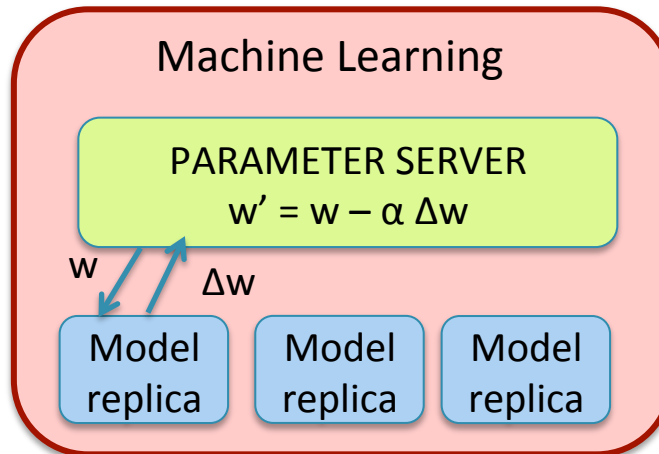 Machine Learning
PARAMETER SERVER
w’ = w – α Δw
w
Δw
Model
replica
Model
replica
Model
replica